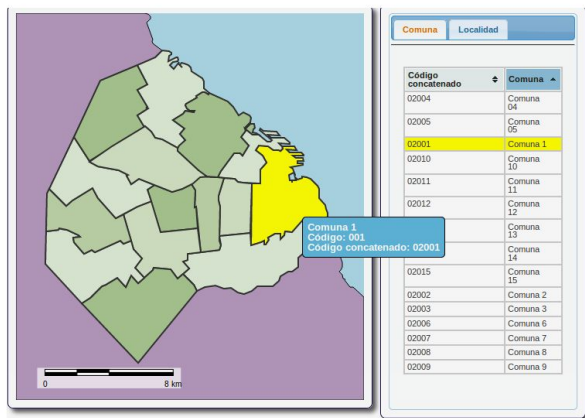 Comuna Localidad
Código
concatenado Comuna
02004 Comuna
04
02005 Comuna
05
02001 Comuna 1
02010 Comuna
10
02011 Comuna
11
02012 Comuna
12
Comuna
13
Comuna
14
02015 Comuna
15
02002 Comuna 2
02003 Comuna 3
02006 Comuna 6
02007 Comuna 7
02008 Comuna 8
02009 Comuna 9
Comuna 1
Código: 001
Código concatenado: 02001
0 8 km